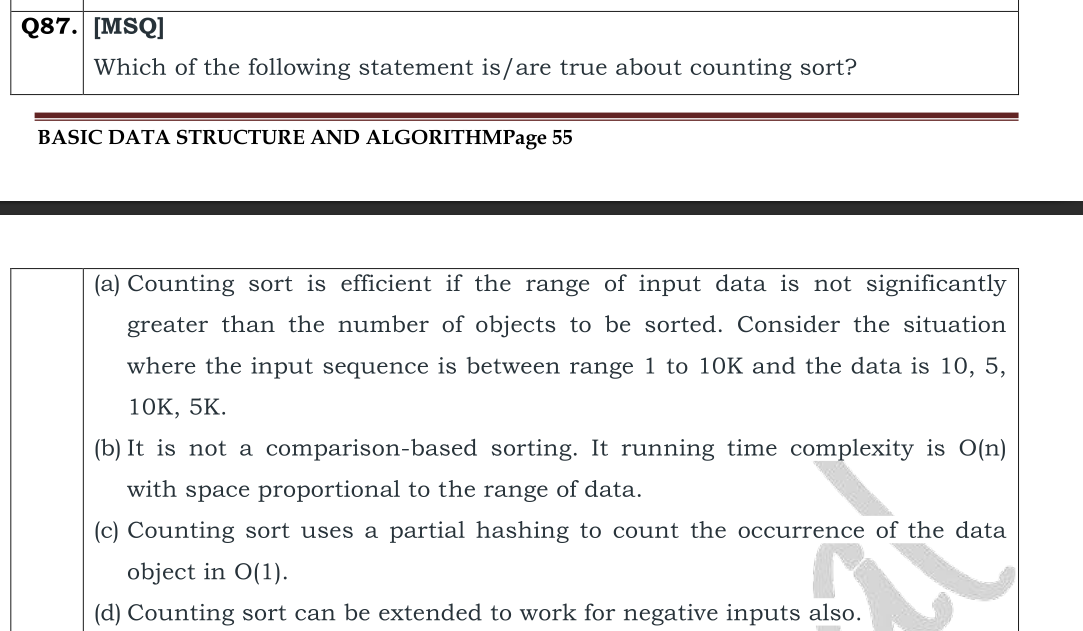 Q87. [MSQ]
Which of the following statement is/are true about counting sort?
BASIC DATA STRUCTURE AND ALGORITHMPage 55
(a) Counting sort is efficient if the range of input data is not significantly
greater than the number of objects to be sorted. Consider the situation
where the input sequence is between range 1 to 10K and the data is 10, 5,
10K, 5K.
(b) It is not a comparison-based sorting. It running time complexity is O(n)
with space proportional to the range of data.
(c) Counting sort uses a partial hashing to count the occurrence of the data
object in O(1).
(d) Counting sort can be extended to work for negative inputs also.